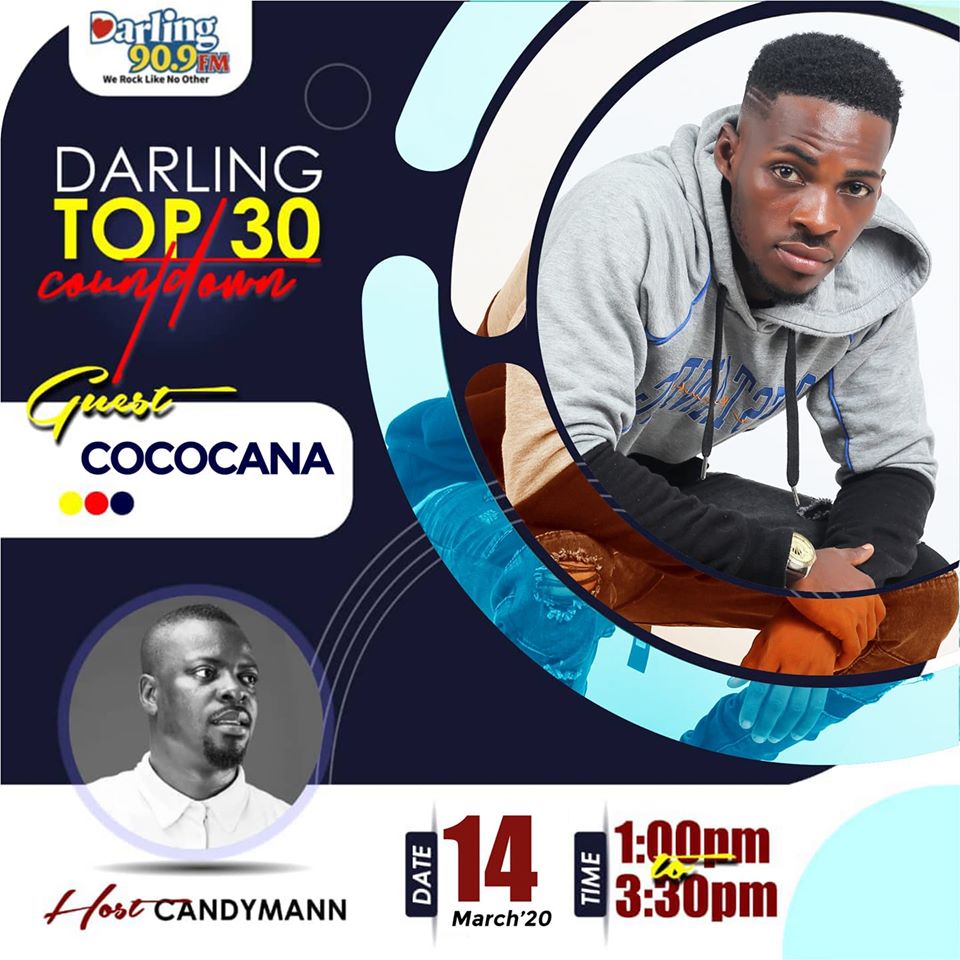 Darling
90.9FM
We Rock Like No Other
DARLING
TOP 30
countdown
Guest
COCOCANA
Host CANDYMANN
DATE
14
March'20
TIME
1:00pm
to
3:30pm